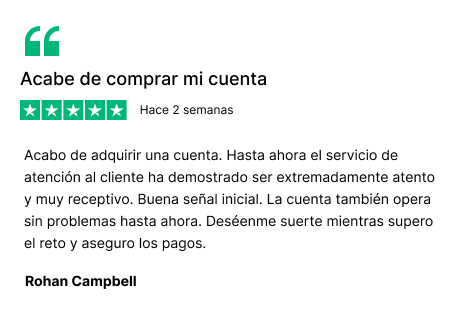 Acabe de comprar mi cuenta
Hace 2 semanas
Acabo de adquirir una cuenta. Hasta ahora el servicio de
atención al cliente ha demostrado ser extremadamente atento
y muy receptivo. Buena señal inicial. La cuenta también opera
sin problemas hasta ahora. Deséenme suerte mientras supero
el reto y aseguro los pagos.
Rohan Campbell